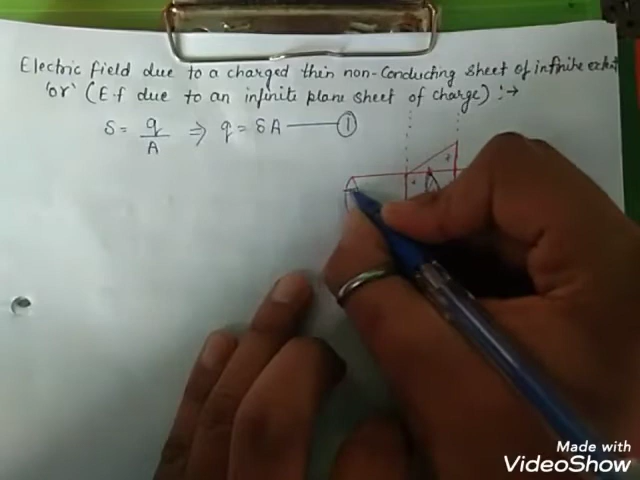 Electric field due to a charged thin non-Conducting sheet of infinite extent
'or' (E.f due to an infinite plane sheet of charge) :→
δ = q/A ⇒ q = δA —— ①
Made with
VideoShow